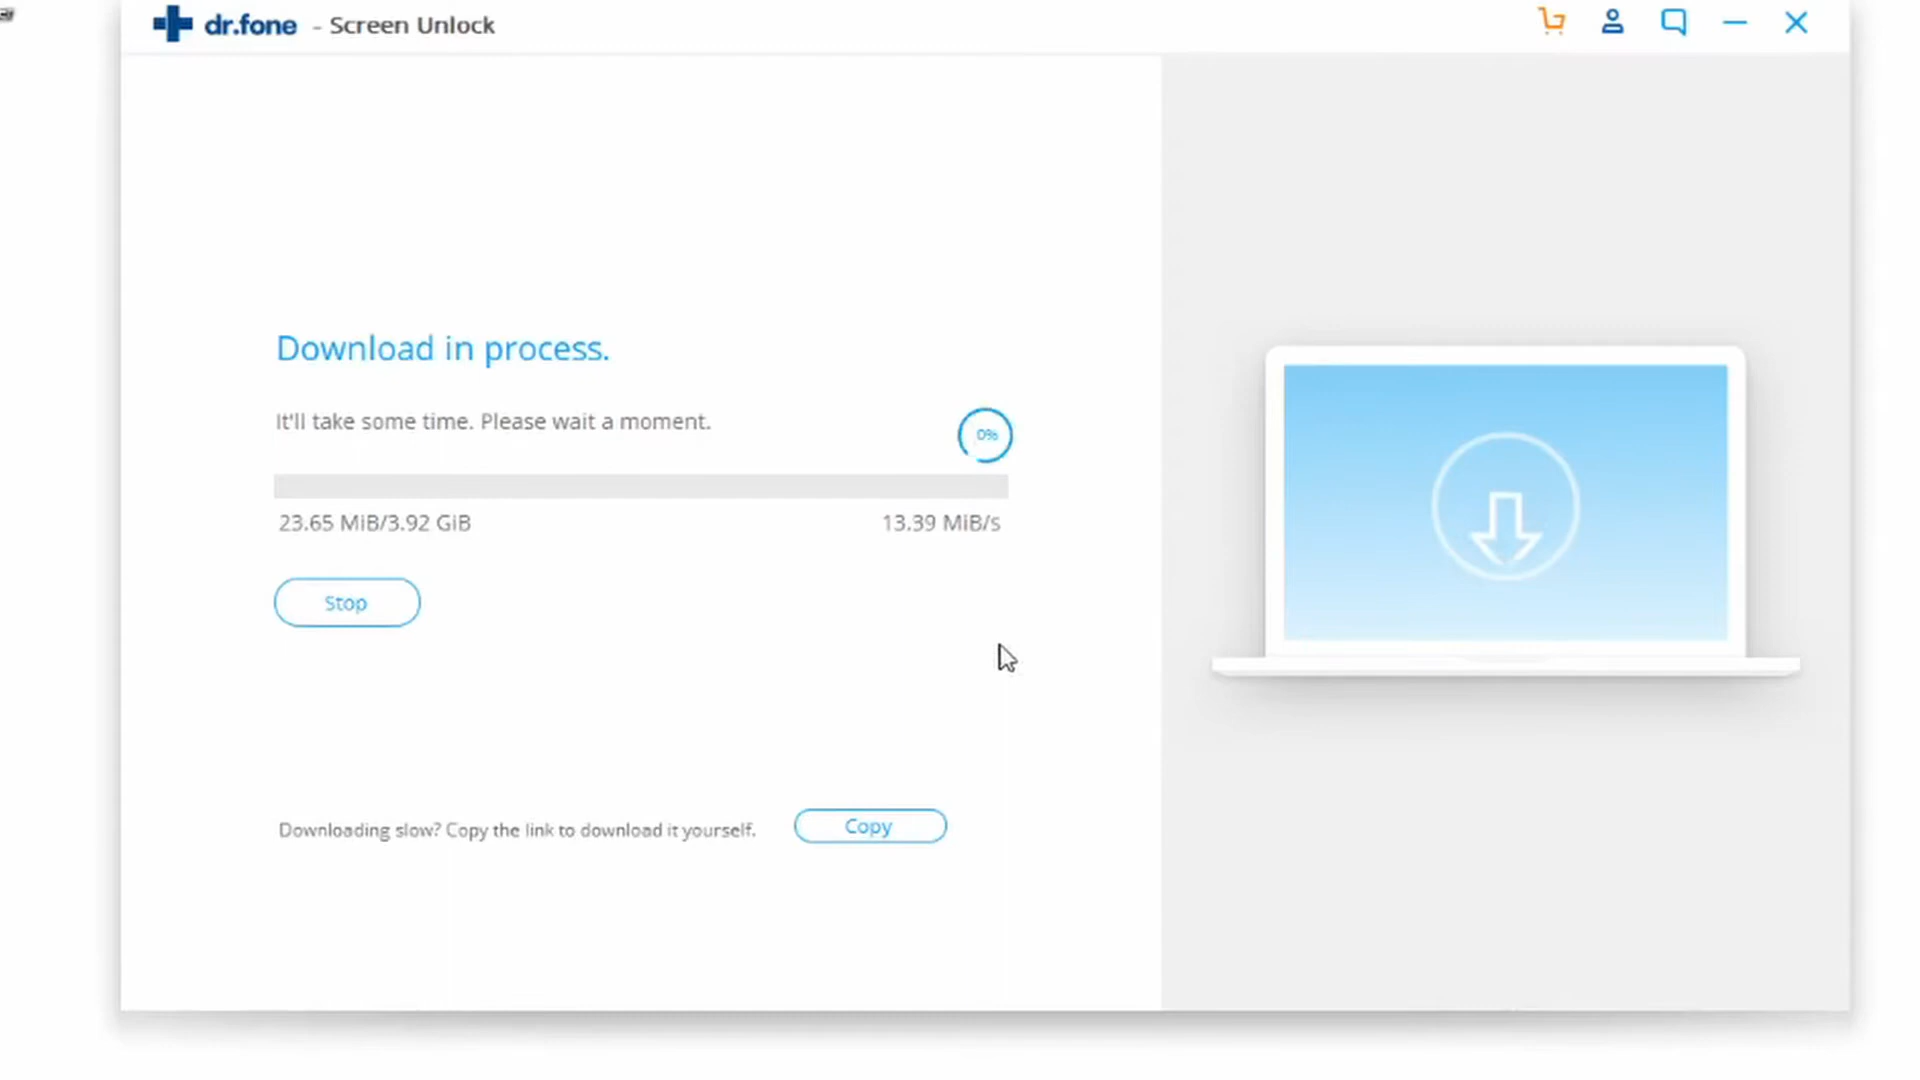 dr.fone - Screen Unlock
Download in process.
It'll take some time. Please wait a moment.
0%
23.65 MiB/3.92 GiB 13.39 MiB/s
Stop
Downloading slow? Copy the link to download it yourself. Copy